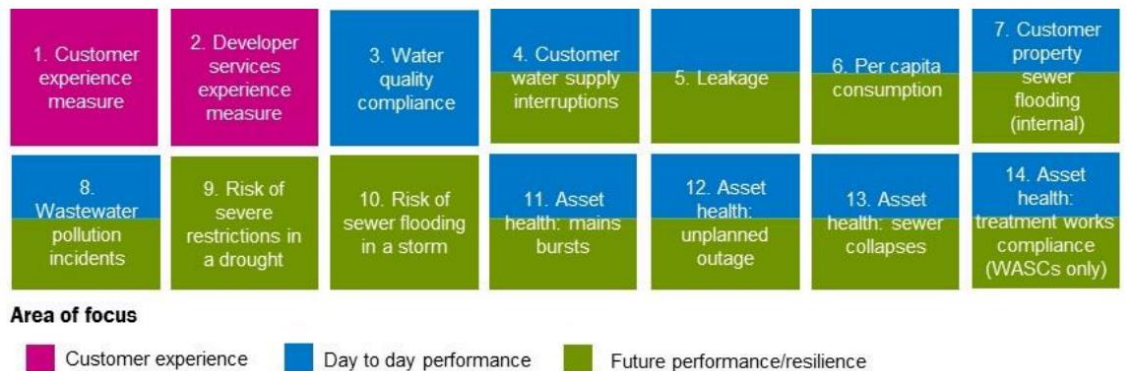 1. Customer
experience
measure
2. Developer
services
experience
measure
3. Water
quality
compliance
4. Customer
water supply
interruptions
5. Leakage
6. Per capita
consumption
7. Customer
property
sewer
flooding
(internal)
8.
Wastewater
pollution
incidents
9. Risk of
severe
restrictions in
a drought
10. Risk of
sewer flooding
in a storm
11. Asset
health: mains
bursts
12. Asset
health:
unplanned
outage
13. Asset
health: sewer
collapses
14. Asset
health:
treatment works
compliance
(WASCs only)
Area of focus
Customer experience
Day to day performance
Future performance/resilience